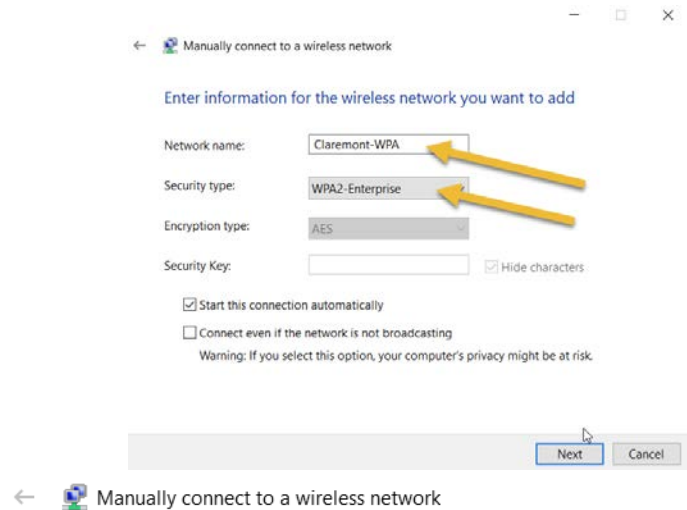 Manually connect to a wireless network
Enter information for the wireless network you want to add
Network name: Claremont-WPA
Security type: WPA2-Enterprise
Encryption type: AES
Security Key: Hide characters
Start this connection automatically
Connect even if the network is not broadcasting
Warning: If you select this option, your computer's privacy might be at risk.
Next Cancel
Manually connect to a wireless network